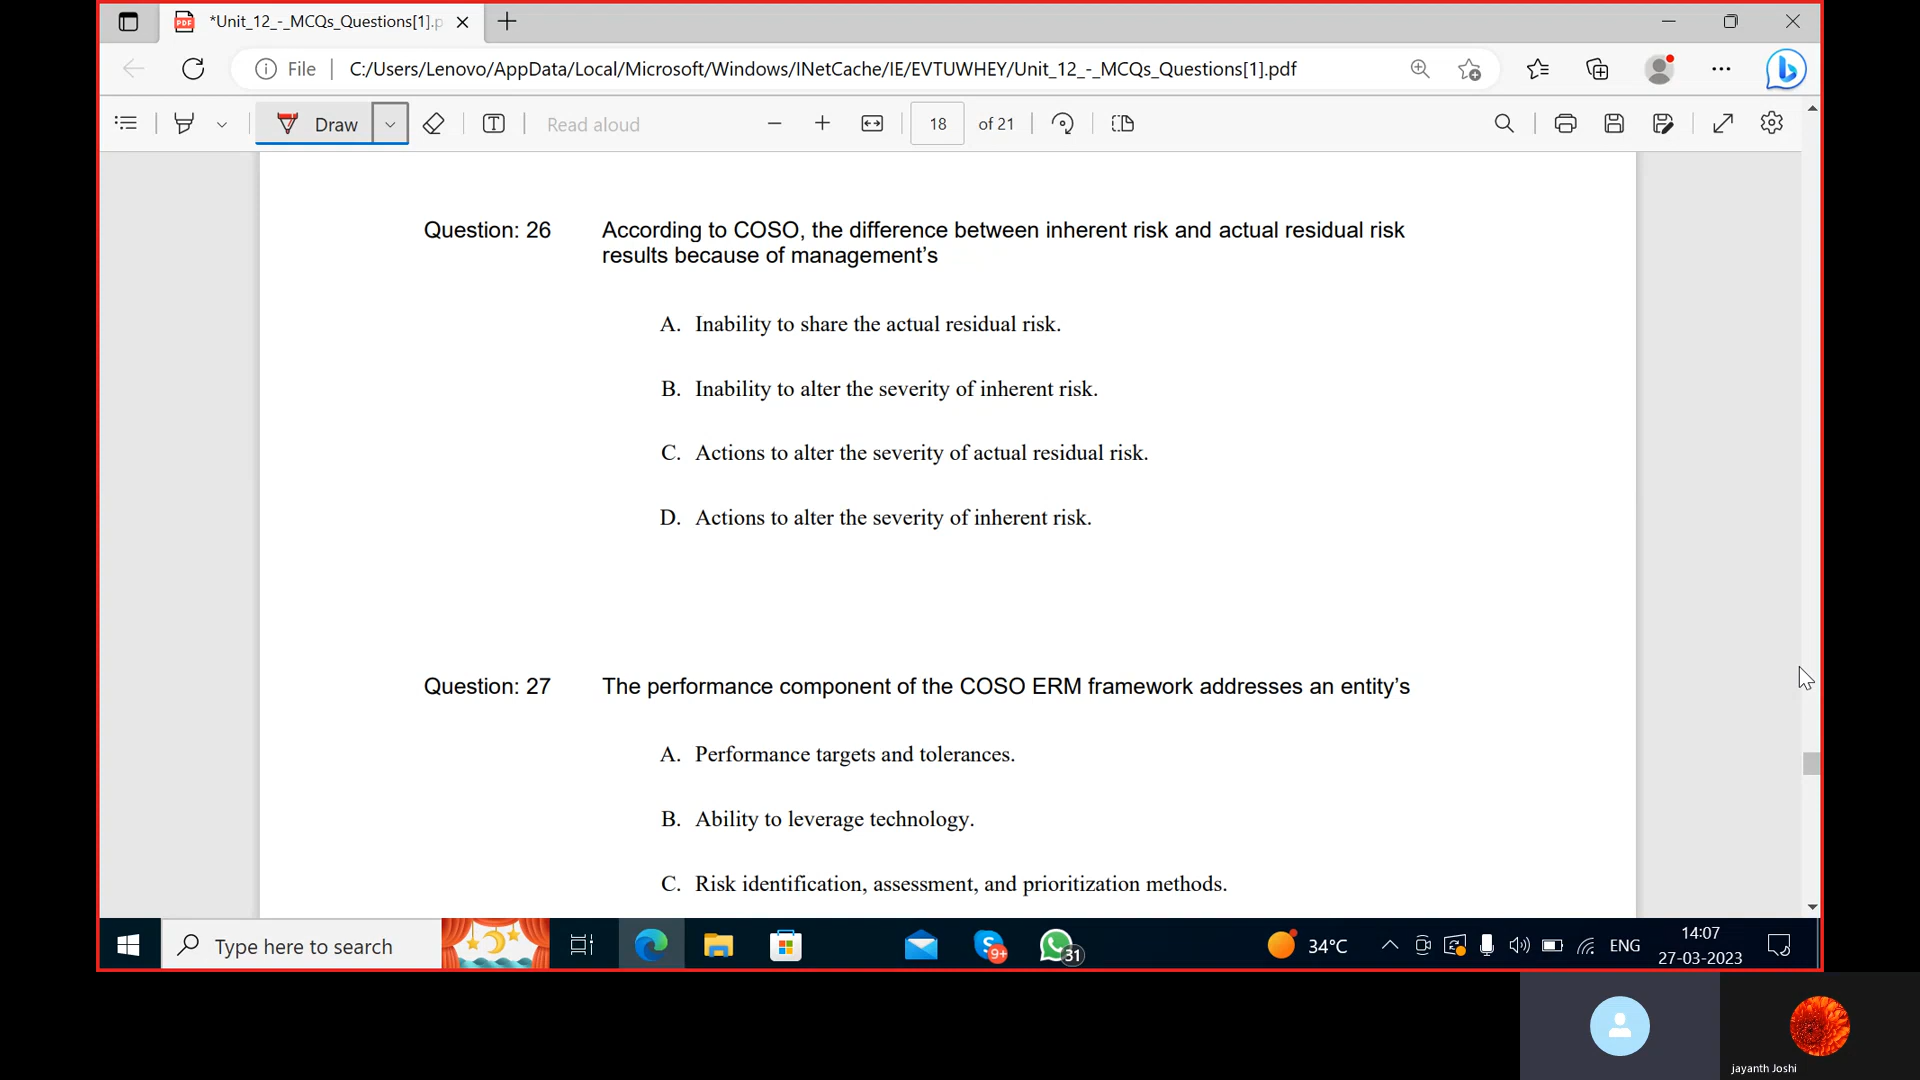 *Unit_12_-_MCQs_Questions[1].p
File
C:/Users/Lenovo/AppData/Local/Microsoft/Windows/INetCache/IE/EVTUWHEY/Unit_12_-_MCQs_Questions[1].pdf
Draw
Read aloud
18 of 21
Question: 26 According to COSO, the difference between inherent risk and actual residual risk
results because of management’s
A. Inability to share the actual residual risk.
B. Inability to alter the severity of inherent risk.
C. Actions to alter the severity of actual residual risk.
D. Actions to alter the severity of inherent risk.
Question: 27 The performance component of the COSO ERM framework addresses an entity’s
A. Performance targets and tolerances.
B. Ability to leverage technology.
C. Risk identification, assessment, and prioritization methods.
Type here to search
9+
31
34°C
ENG
14:07
27-03-2023
jayanth Joshi